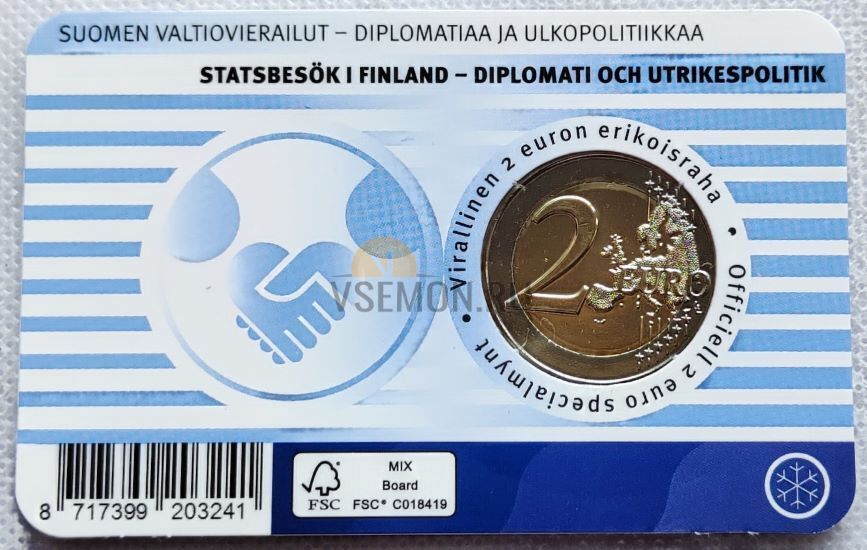 SUOMEN VALTIOVIERAILUT – DIPLOMATIAA JA ULKOPOLITIIKKAA
STATSBESÖK I FINLAND – DIPLOMATI OCH UTRIKESPOLITIK
• Virallinen 2 euron erikoisraha
• Officiell 2 euro specialmynt
2 EURO
VSEMON.RU
8 717399 203241
FSC
MIX
Board
FSC® C018419